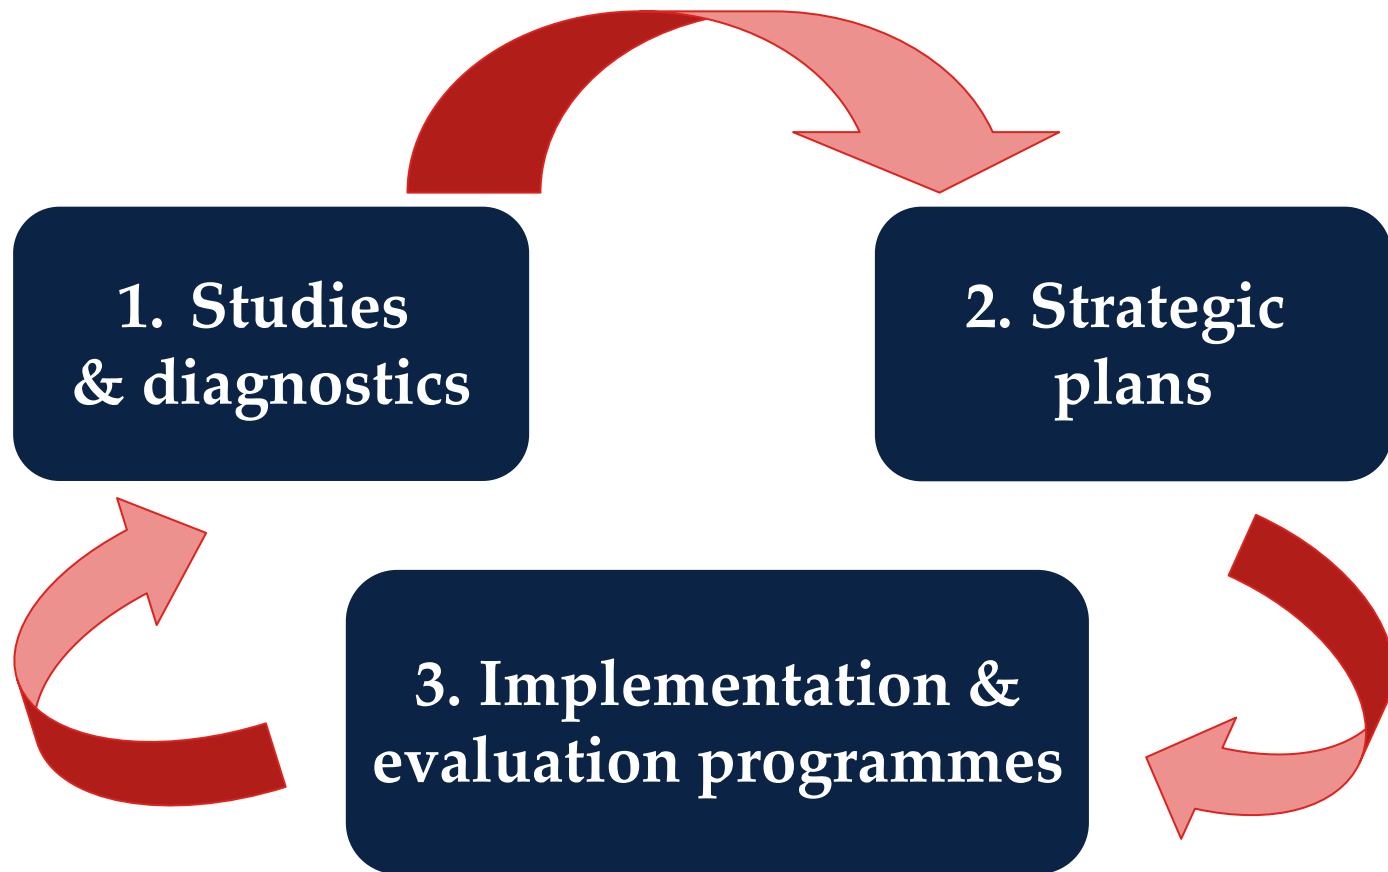 1. Studies
& diagnostics
2. Strategic
plans
3. Implementation &
evaluation programmes